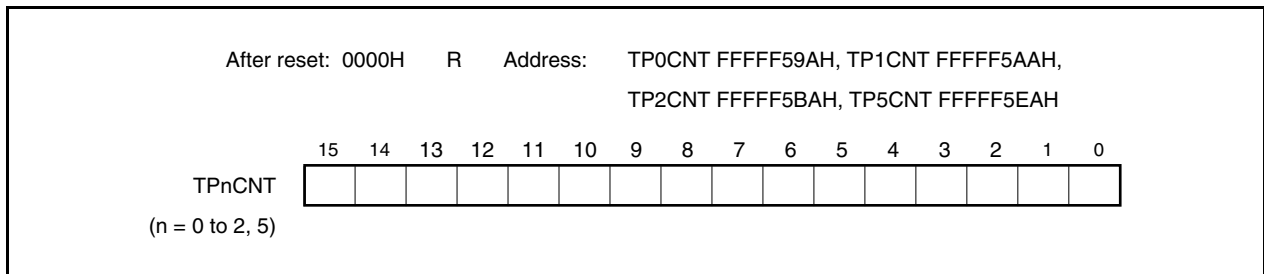 After reset: 0000H R Address: TP0CNT FFFFF59AH, TP1CNT FFFFF5AAH,
TP2CNT FFFFF5BAH, TP5CNT FFFFF5EAH
15 14 13 12 11 10 9 8 7 6 5 4 3 2 1 0
TPnCNT
(n = 0 to 2, 5)